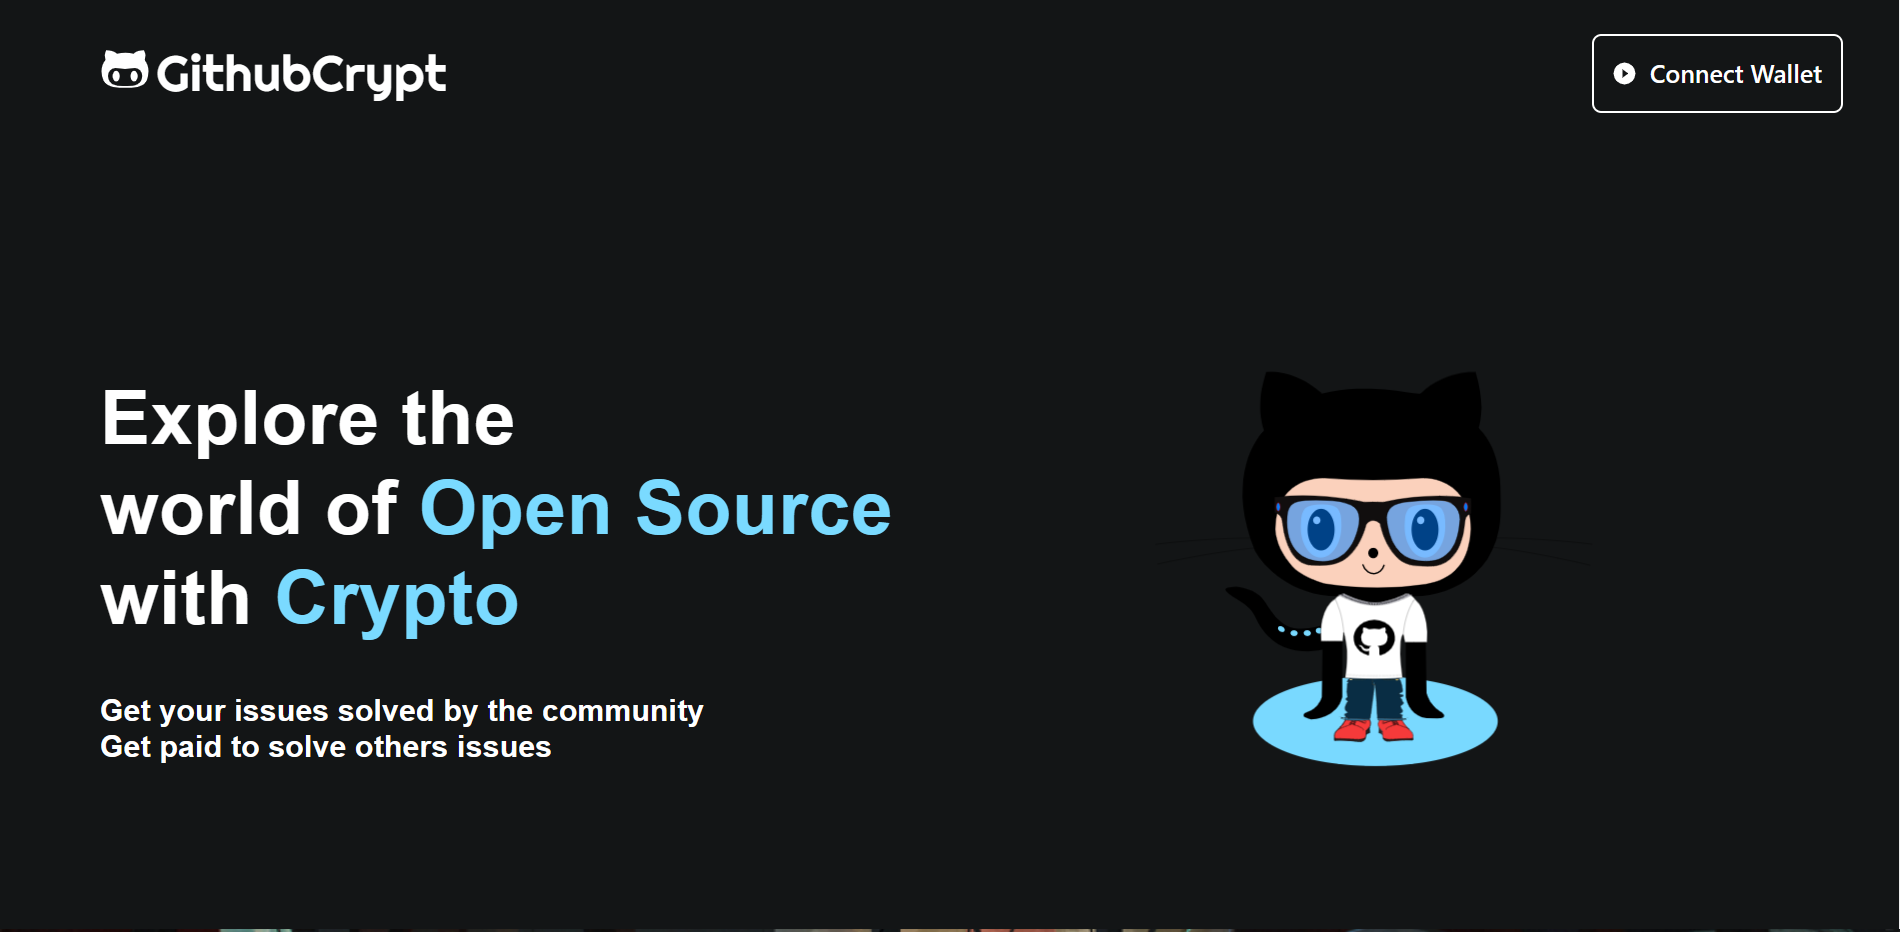 GithubCrypt
Connect Wallet
Explore the
world of Open Source
with Crypto
Get your issues solved by the community
Get paid to solve others issues